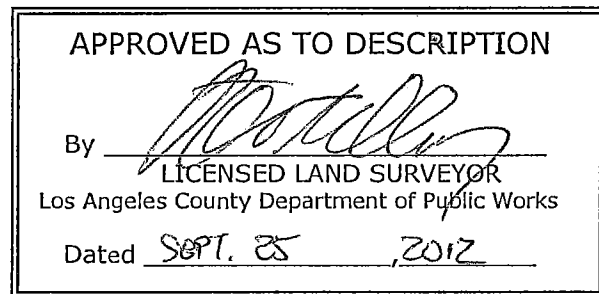 APPROVED AS TO DESCRIPTION
By
LICENSED LAND SURVEYOR
Los Angeles County Department of Public Works
Dated SEPT. 25 ,2012